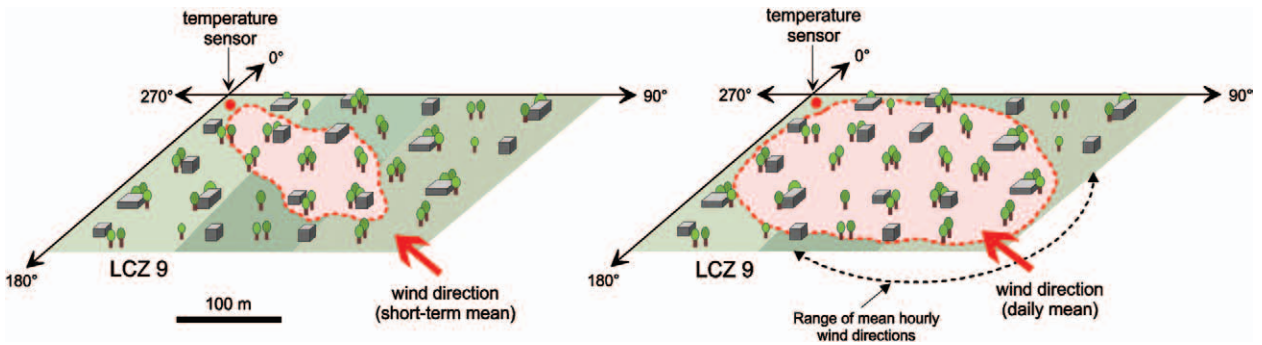 temperature
sensor
0°
270°
90°
180°
LCZ 9
100 m
wind direction
(short-term mean)
temperature
sensor
0°
270°
90°
180°
LCZ 9
wind direction
(daily mean)
Range of mean hourly
wind directions